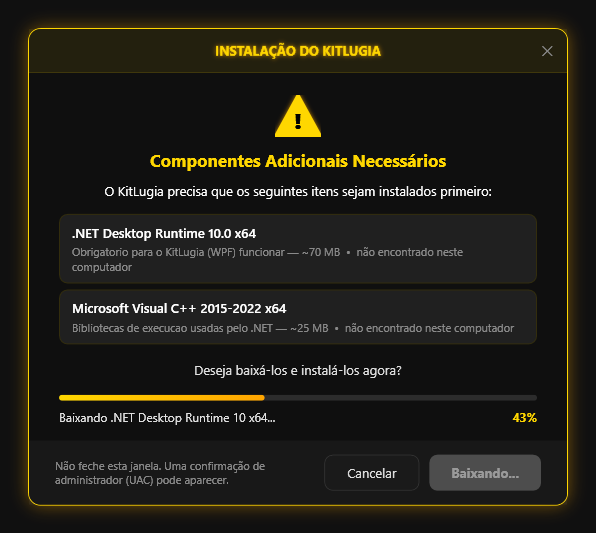 INSTALAÇÃO DO KITLUGIA
!
Componentes Adicionais Necessários
O KitLugia precisa que os seguintes itens sejam instalados primeiro:
.NET Desktop Runtime 10.0 x64
Obrigatorio para o KitLugia (WPF) funcionar — ~70 MB • não encontrado neste
computador
Microsoft Visual C++ 2015-2022 x64
Bibliotecas de execucao usadas pelo .NET — ~25 MB • não encontrado neste computador
Deseja baixá-los e instalá-los agora?
Baixando .NET Desktop Runtime 10 x64... 43%
Não feche esta janela. Uma confirmação de
administrador (UAC) pode aparecer.
Cancelar
Baixando...